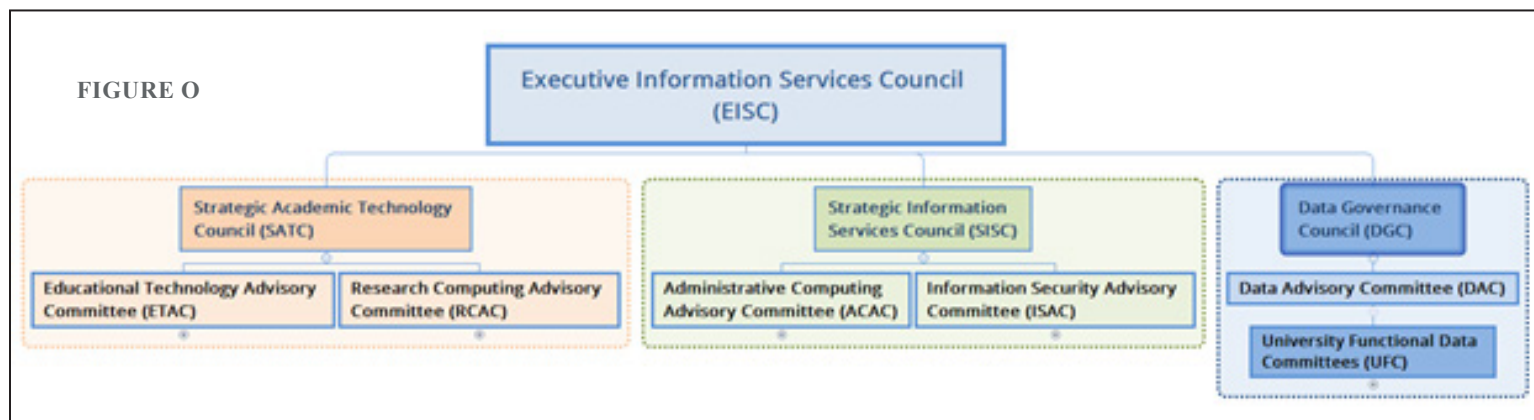 FIGURE O
Executive Information Services Council
(EISC)
Strategic Academic Technology
Council (SATC)
Educational Technology Advisory
Committee (ETAC)
Research Computing Advisory
Committee (RCAC)
Strategic Information
Services Council (SISC)
Administrative Computing
Advisory Committee (ACAC)
Information Security Advisory
Committee (ISAC)
Data Governance
Council (DGC)
Data Advisory Committee (DAC)
University Functional Data
Committees (UFC)